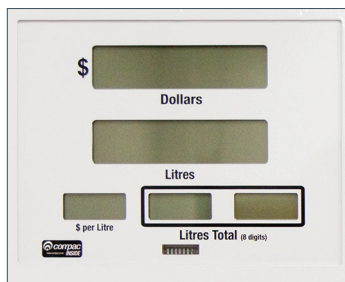 $
Dollars
Litres
$ per Litre
Litres Total (8 digits)
compac
INSIDE